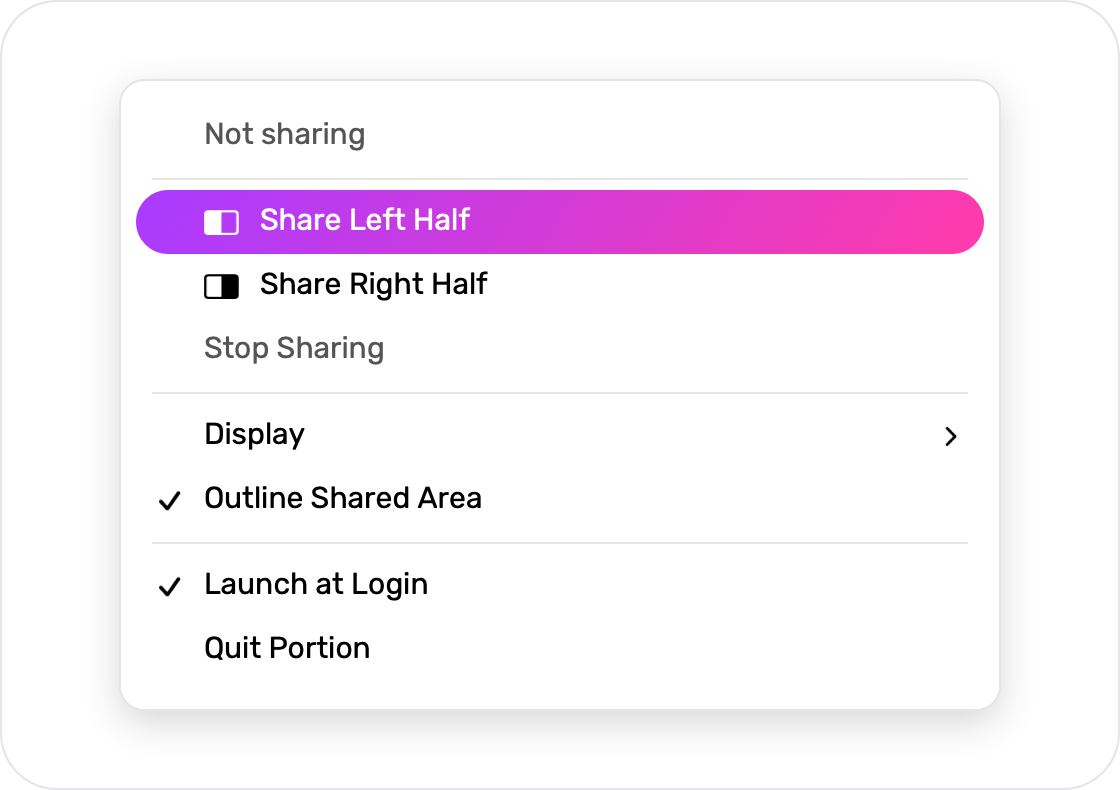 Not sharing
Share Left Half
Share Right Half
Stop Sharing
Display
Outline Shared Area
Launch at Login
Quit Portion